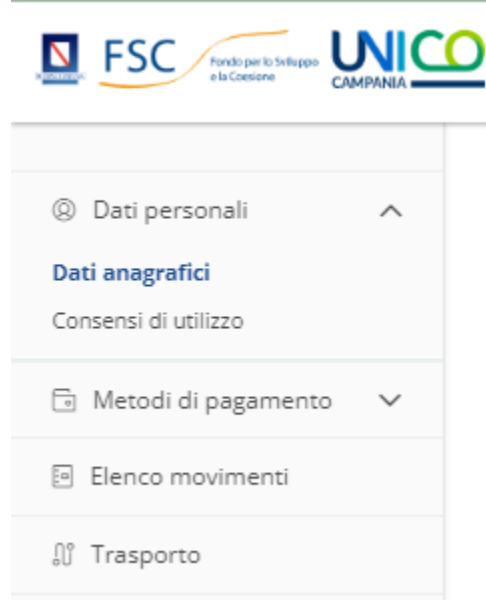 FSC
Fondo per lo Sviluppo
e la Coesione
UNICO
CAMPANIA
Dati personali
Dati anagrafici
Consensi di utilizzo
Metodi di pagamento
Elenco movimenti
Trasporto